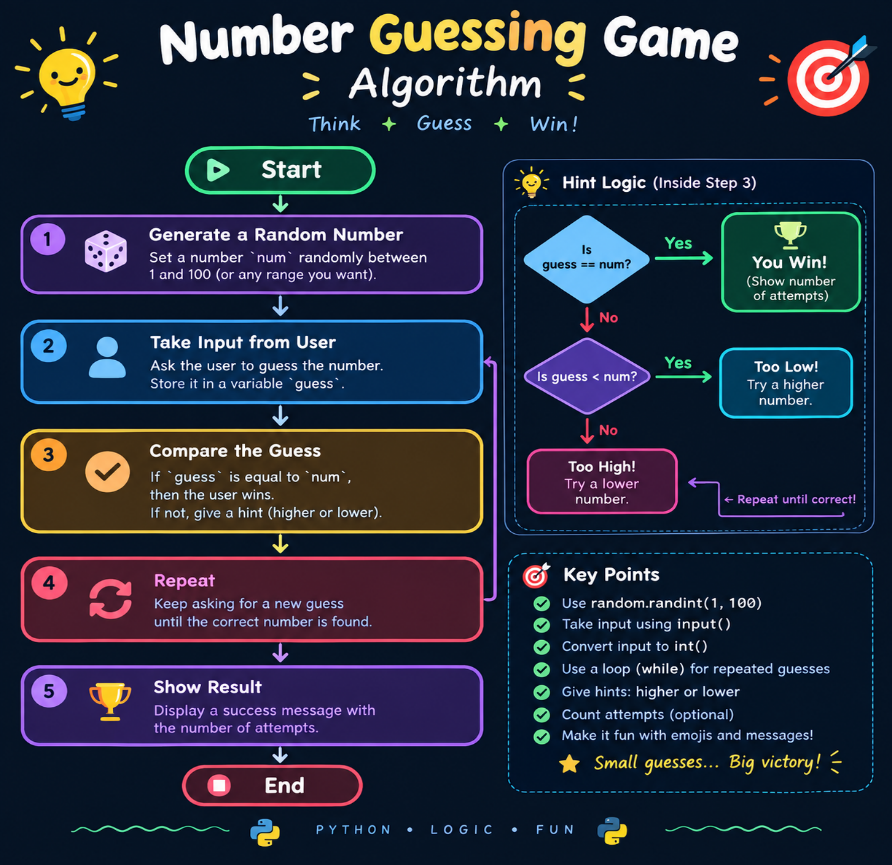 Number Guessing Game
Algorithm
Think Guess Win!
Start
1
Generate a Random Number
Set a number `num` randomly between
1 and 100 (or any range you want).
2
Take Input from User
Ask the user to guess the number.
Store it in a variable `guess`.
3
Compare the Guess
If `guess` is equal to `num`,
then the user wins.
If not, give a hint (higher or lower).
4
Repeat
Keep asking for a new guess
until the correct number is found.
5
Show Result
Display a success message with
the number of attempts.
End
Hint Logic (Inside Step 3)
Is
guess == num?
Yes
You Win!
(Show number
of attempts)
No
Is guess < num?
Yes
Too Low!
Try a higher
number.
No
Too High!
Try a lower
number.
← Repeat until correct!
Key Points
Use random.randint(1, 100)
Take input using input()
Convert input to int()
Use a loop (while) for repeated guesses
Give hints: higher or lower
Count attempts (optional)
Make it fun with emojis and messages!
Small guesses... Big victory!
PYTHON • LOGIC • FUN